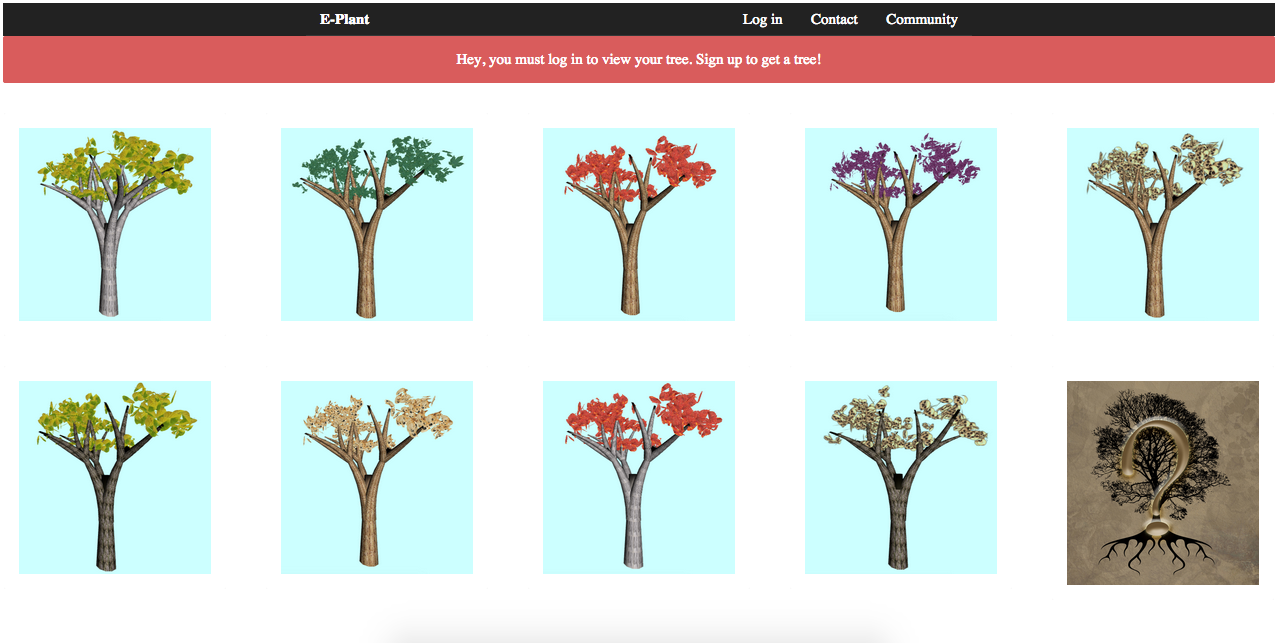 E-Plant Log in Contact Community
Hey, you must log in to view your tree. Sign up to get a tree!